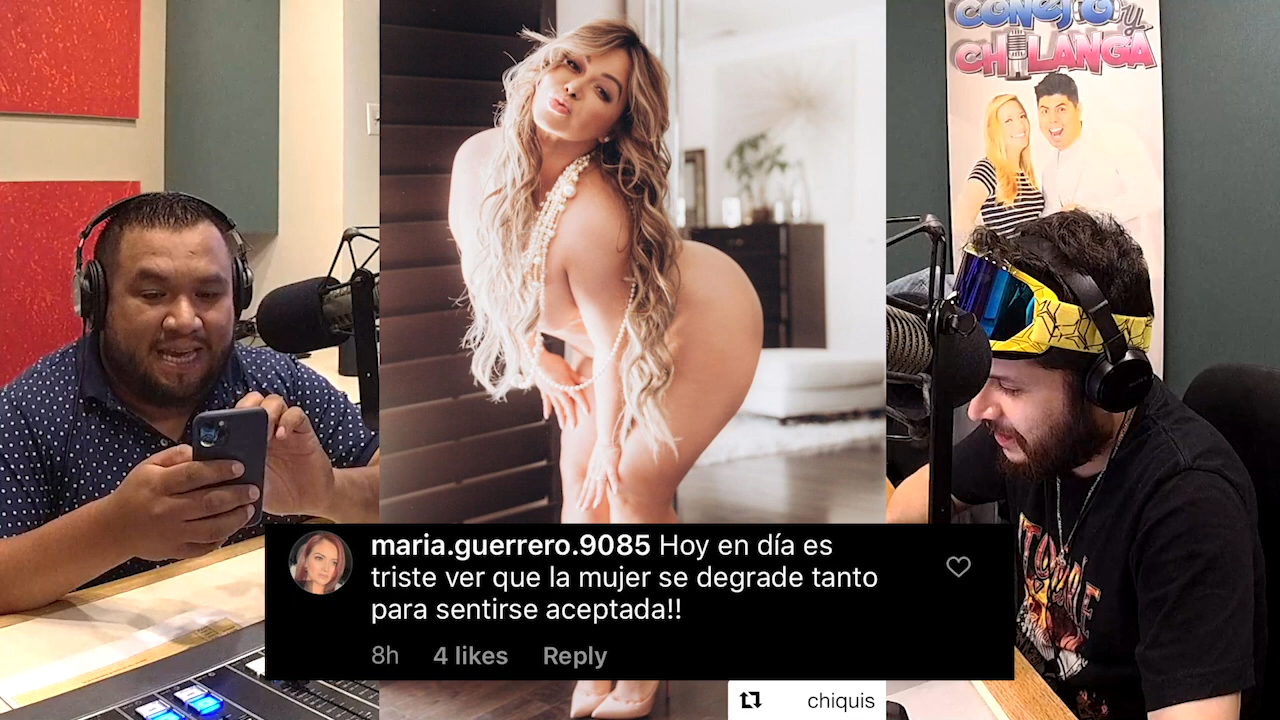 CONEJO y
CHILANGA
maria.guerrero.9085 Hoy en día es
triste ver que la mujer se degrade tanto
para sentirse aceptada!!
8h 4 likes Reply
chiquis